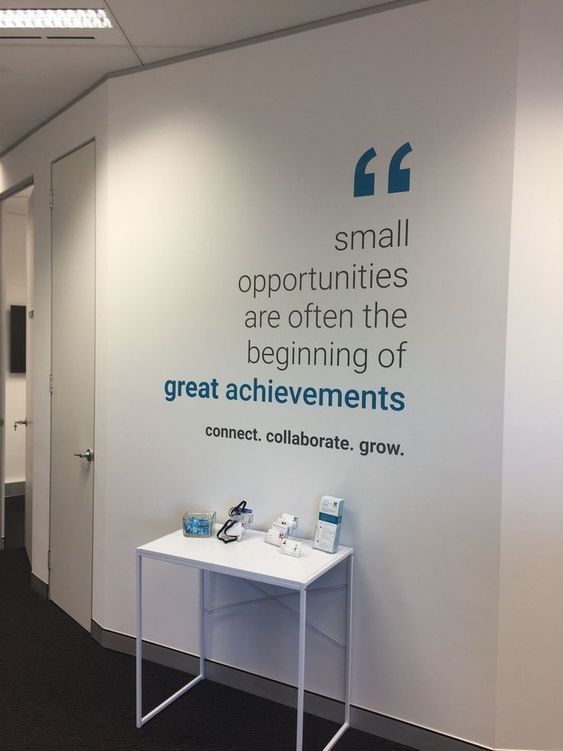 “
small
opportunities
are often the
beginning of
great achievements
connect. collaborate. grow.